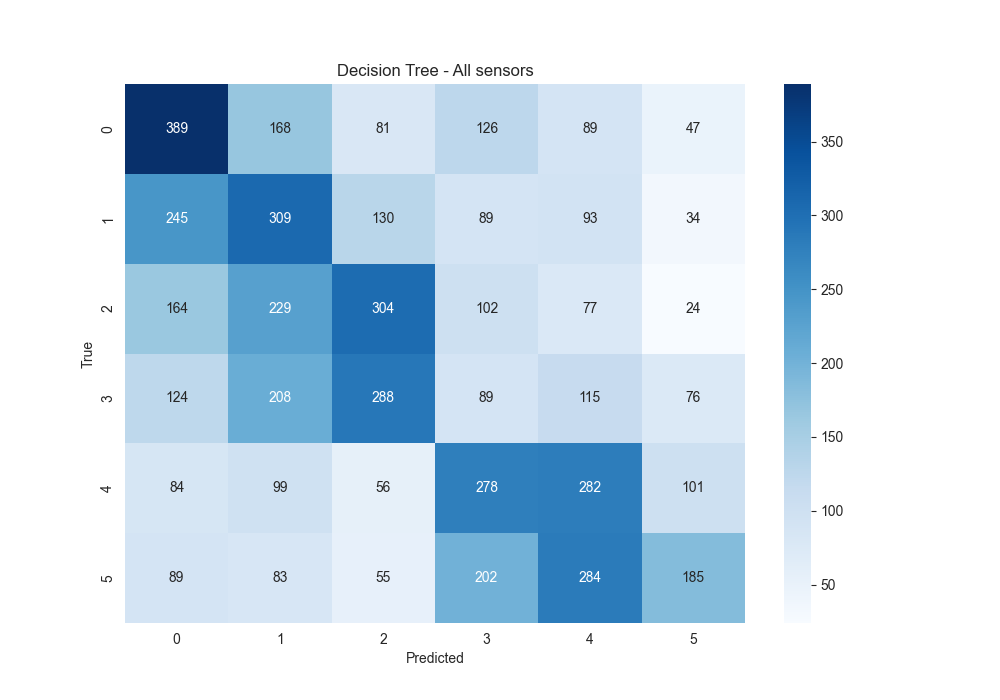 Decision Tree - All sensors
0 389 168 81 126 89 47
1 245 309 130 89 93 34
2 164 229 304 102 77 24
3 124 208 288 89 115 76
4 84 99 56 278 282 101
5 89 83 55 202 284 185
0 1 2 3 4 5
Predicted
True
350
300
250
200
150
100
50